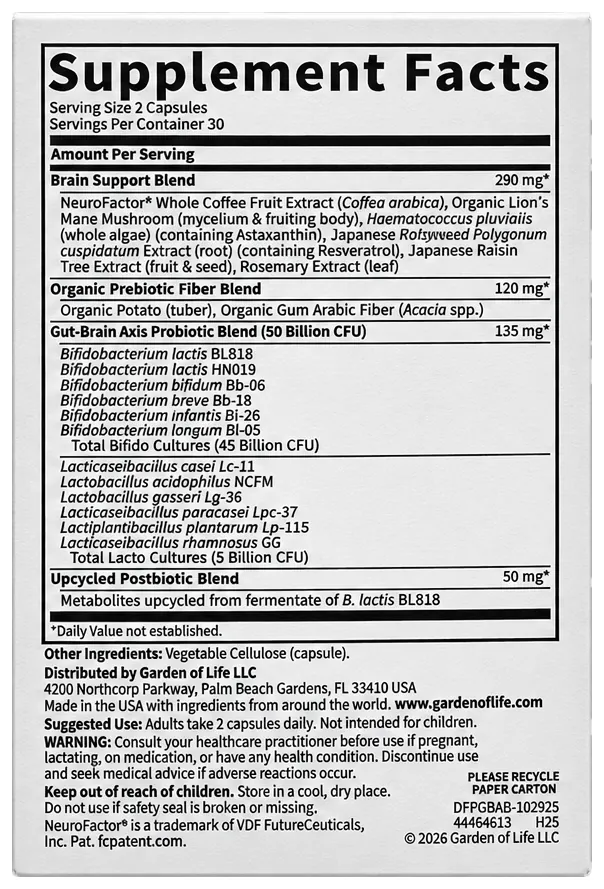 Supplement Facts
Serving Size 2 Capsules
Servings Per Container 30
Amount Per Serving
Brain Support Blend 290 mg*
NeuroFactor* Whole Coffee Fruit Extract (Coffea arabica), Organic Lion's
Mane Mushroom (mycelium & fruiting body), Haematococcus pluviaiis
(whole algae) (containing Astaxanthin), Japanese Polygonum
cuspidatum Extract (root) (containing Resveratrol), Japanese Raisin
Tree Extract (fruit & seed), Rosemary Extract (leaf)
Organic Prebiotic Fiber Blend 120 mg*
Organic Potato (tuber), Organic Gum Arabic Fiber (Acacia spp.)
Gut-Brain Axis Probiotic Blend (50 Billion CFU) 135 mg*
Bifidobacterium lactis BL818
Bifidobacterium lactis HN019
Bifidobacterium bifidum Bb-06
Bifidobacterium breve Bb-18
Bifidobacterium infantis Bi-26
Bifidobacterium longum Bl-05
Total Bifido Cultures (45 Billion CFU)
Lacticaseibacillus casei Lc-11
Lactobacillus acidophilus NCFM
Lactobacillus gasseri Lg-36
Lacticaseibacillus paracasei Lpc-37
Lactiplantibacillus plantarum Lp-115
Lacticaseibacillus rhamnosus GG
Total Lacto Cultures (5 Billion CFU)
Upcycled Postbiotic Blend 50 mg*
Metabolites upcycled from fermentate of B. lactis BL818
*Daily Value not established.
Other Ingredients: Vegetable Cellulose (capsule).
Distributed by Garden of Life LLC
4200 Northcorp Parkway, Palm Beach Gardens, FL 33410 USA
Made in the USA with ingredients from around the world. www.gardenoflife.com
Suggested Use: Adults take 2 capsules daily. Not intended for children.
WARNING: Consult your healthcare practitioner before use if pregnant,
lactating, on medication, or have any health condition. Discontinue use
and seek medical advice if adverse reactions occur.
Keep out of reach of children. Store in a cool, dry place.
Do not use if safety seal is broken or missing.
NeuroFactor® is a trademark of VDF FutureCeuticals,
Inc. Pat. fcpatent.com.
PLEASE RECYCLE
PAPER CARTON
DFPGBAB-102925
44464613 H25
© 2026 Garden of Life LLC